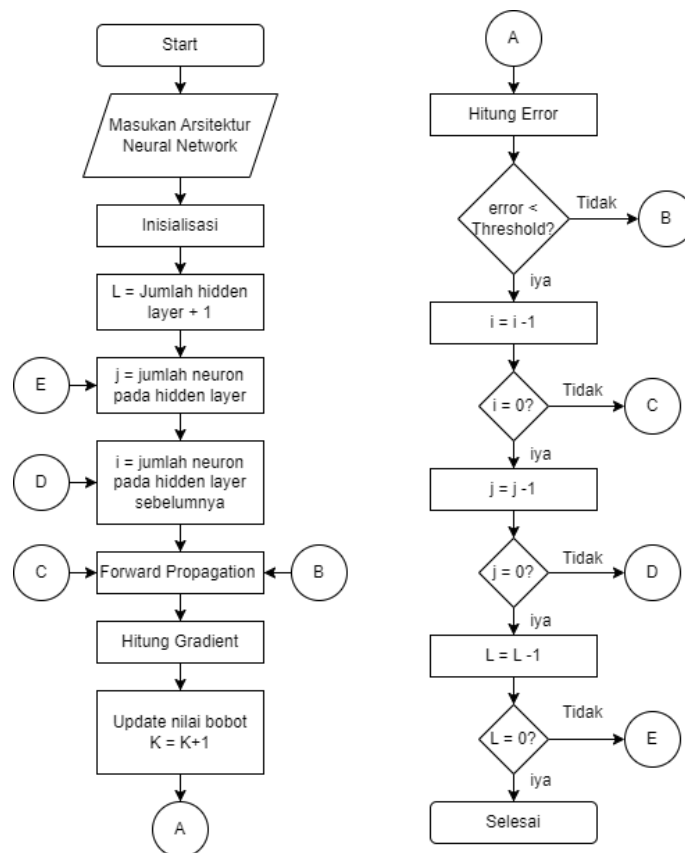 Start
Masukan Arsitektur
Neural Network
Inisialisasi
L = Jumlah hidden
layer + 1
E
j = jumlah neuron
pada hidden layer
D
i = jumlah neuron
pada hidden layer
sebelumnya
C
Forward Propagation
B
Hitung Gradient
Update nilai bobot
K = K+1
A
A
Hitung Error
error <
Threshold?
Tidak
B
iya
i = i -1
i = 0?
Tidak
C
iya
j = j -1
j = 0?
Tidak
D
iya
L = L -1
L = 0?
Tidak
E
iya
Selesai